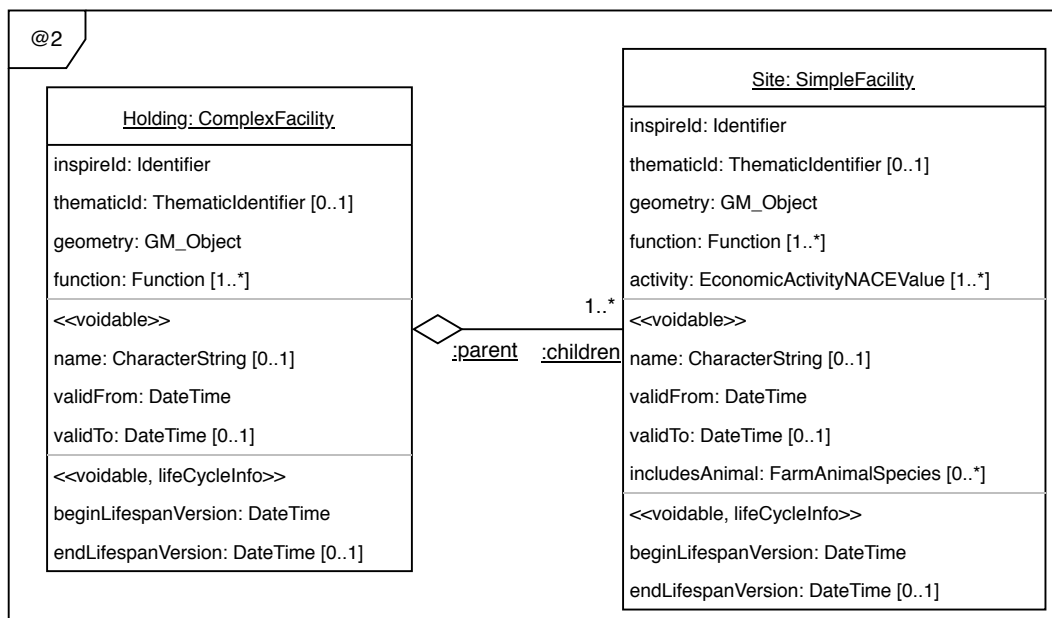 @2
Holding: ComplexFacility
inspireId: Identifier
thematicId: ThematicIdentifier [0..1]
geometry: GM_Object
function: Function [1..*]
<<voidable>>
name: CharacterString [0..1]
validFrom: DateTime
validTo: DateTime [0..1]
<<voidable, lifeCycleInfo>>
beginLifespanVersion: DateTime
endLifespanVersion: DateTime [0..1]
1..*
:parent
:children
Site: SimpleFacility
inspireId: Identifier
thematicId: ThematicIdentifier [0..1]
geometry: GM_Object
function: Function [1..*]
activity: EconomicActivityNACEValue [1..*]
<<voidable>>
name: CharacterString [0..1]
validFrom: DateTime
validTo: DateTime [0..1]
includesAnimal: FarmAnimalSpecies [0..*]
<<voidable, lifeCycleInfo>>
beginLifespanVersion: DateTime
endLifespanVersion: DateTime [0..1]